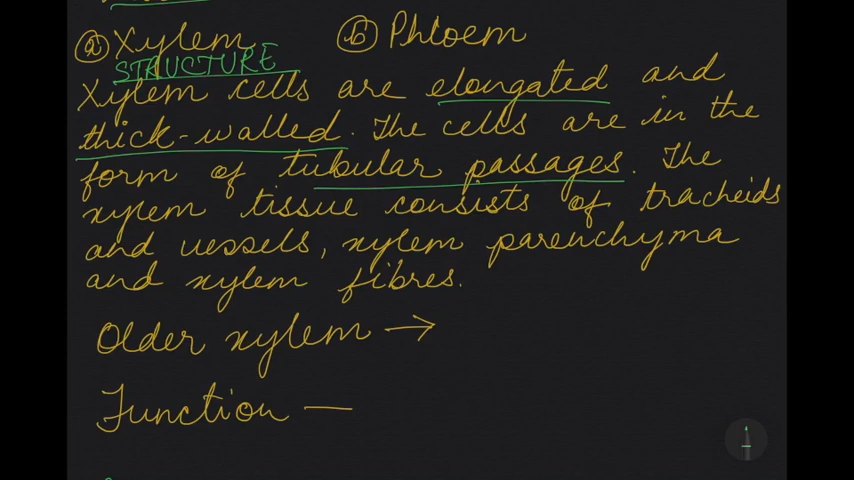 ⓐ Xylem ⓑ Phloem
STRUCTURE
Xylem cells are elongated and
thick-walled. The cells are in the
form of tubular passages. The
xylem tissue consists of tracheids
and vessels, xylem parenchyma
and xylem fibres.
Older xylem →
Function —